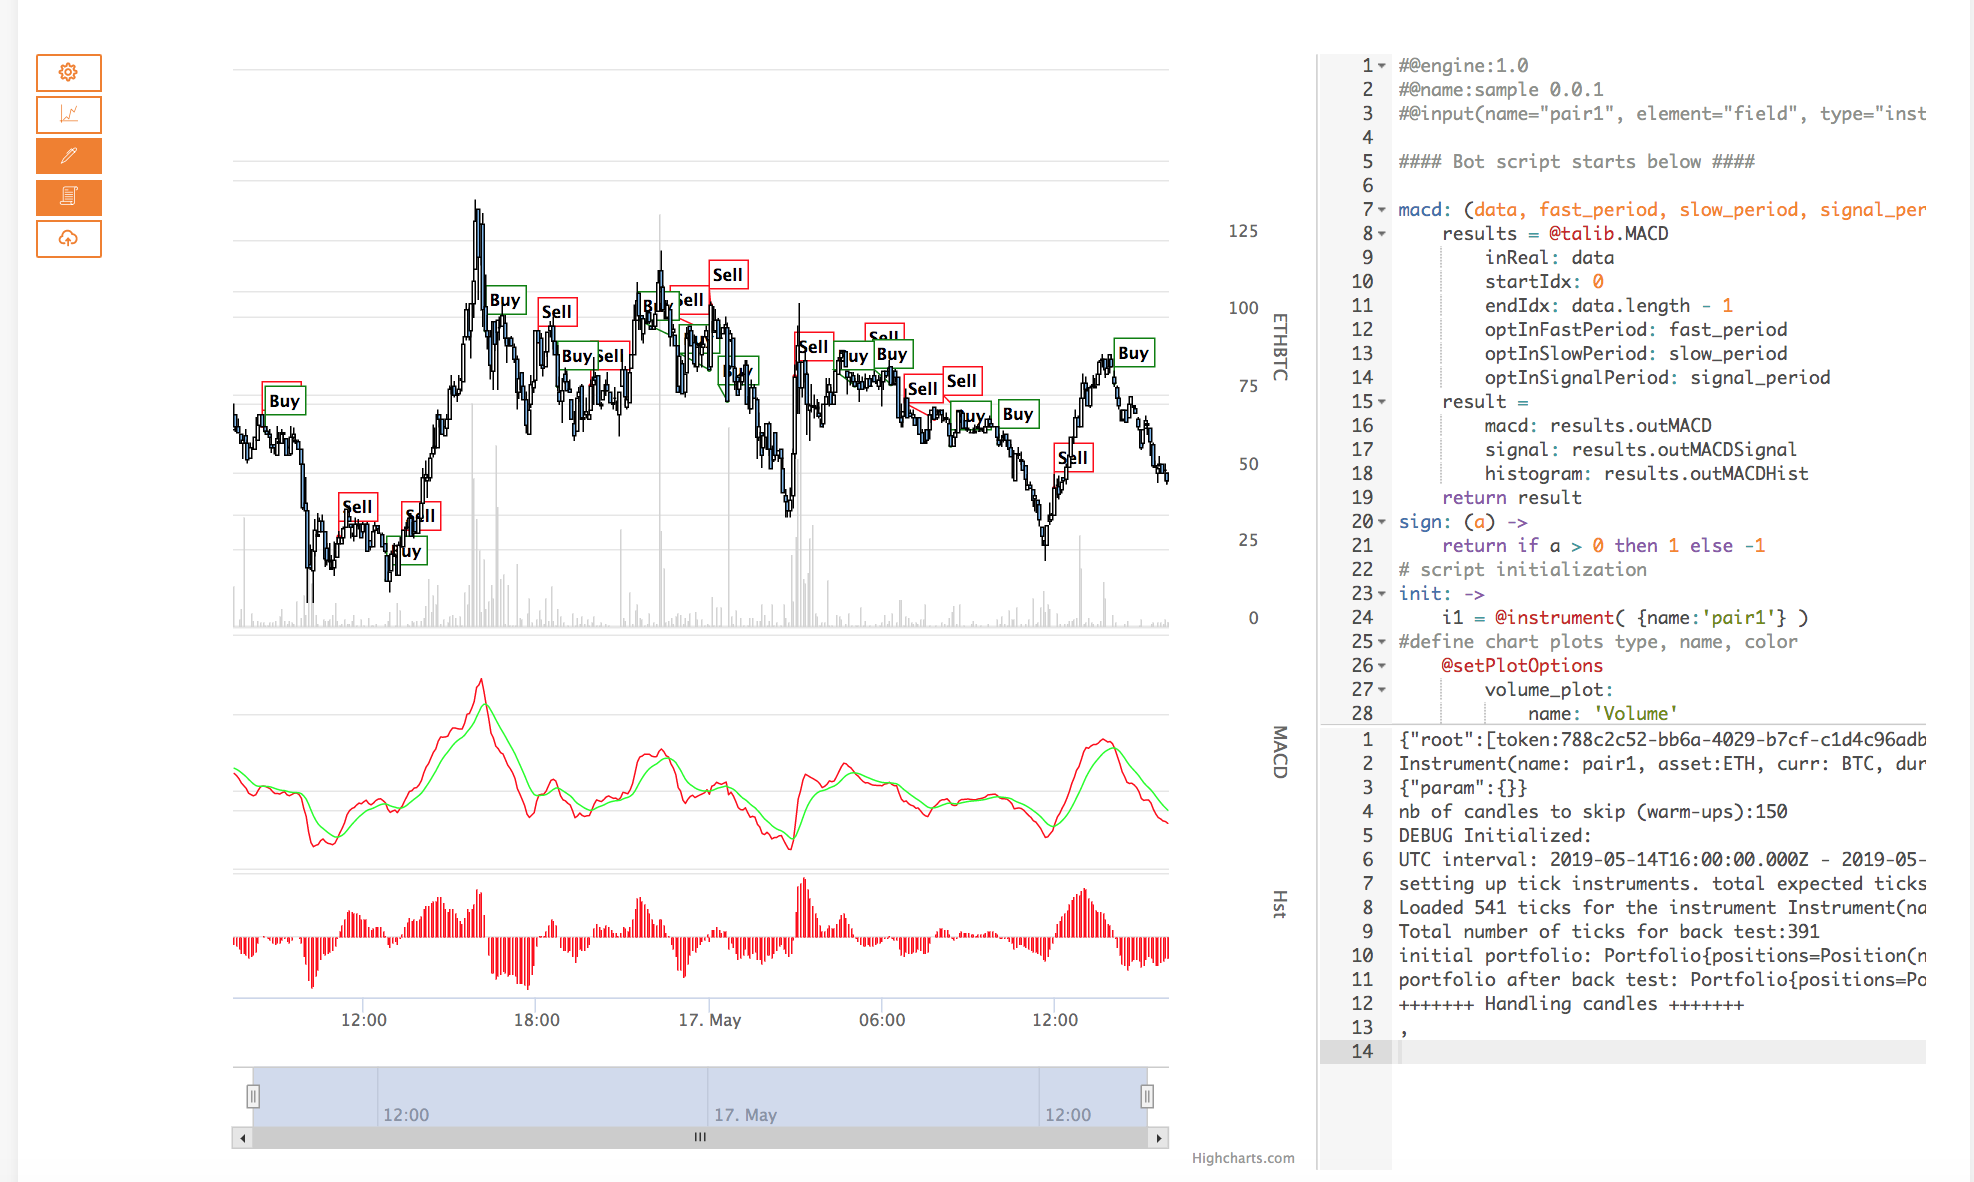 125
100
75
50
25
0
ETHBTC
Buy
Sell
Buy
Sell
Buy
Sell
Buy
Sell
Buy
Sell
Sell
Sell
Buy
Sell
Buy
Sell
Sell
Buy
Buy
Sell
Buy
MACD
Hst
12:00
18:00
17. May
06:00
12:00
12:00
17. May
12:00
Highcharts.com
1 #@engine:1.0
2 #@name:sample 0.0.1
3 #@input(name="pair1", element="field", type="inst
4
5 #### Bot script starts below ####
6
7 macd: (data, fast_period, slow_period, signal_per
8 results = @talib.MACD
9 inReal: data
10 startIdx: 0
11 endIdx: data.length - 1
12 optInFastPeriod: fast_period
13 optInSlowPeriod: slow_period
14 optInSignalPeriod: signal_period
15 result =
16 macd: results.outMACD
17 signal: results.outMACDSignal
18 histogram: results.outMACDHist
19 return result
20 sign: (a) ->
21 return if a > 0 then 1 else -1
22 # script initialization
23 init: ->
24 i1 = @instrument( {name:'pair1'} )
25 #define chart plots type, name, color
26 @setPlotOptions
27 volume_plot:
28 name: 'Volume'
1 {"root":[token:788c2c52-bb6a-4029-b7cf-c1d4c96adb
2 Instrument(name: pair1, asset:ETH, curr: BTC, dur
3 {"param":{}}
4 nb of candles to skip (warm-ups):150
5 DEBUG Initialized:
6 UTC interval: 2019-05-14T16:00:00.000Z - 2019-05-
7 setting up tick instruments. total expected ticks
8 Loaded 541 ticks for the instrument Instrument(na
9 Total number of ticks for back test:391
10 initial portfolio: Portfolio{positions=Position(n
11 portfolio after back test: Portfolio{positions=Po
12 +++++++ Handling candles +++++++
13 ,
14